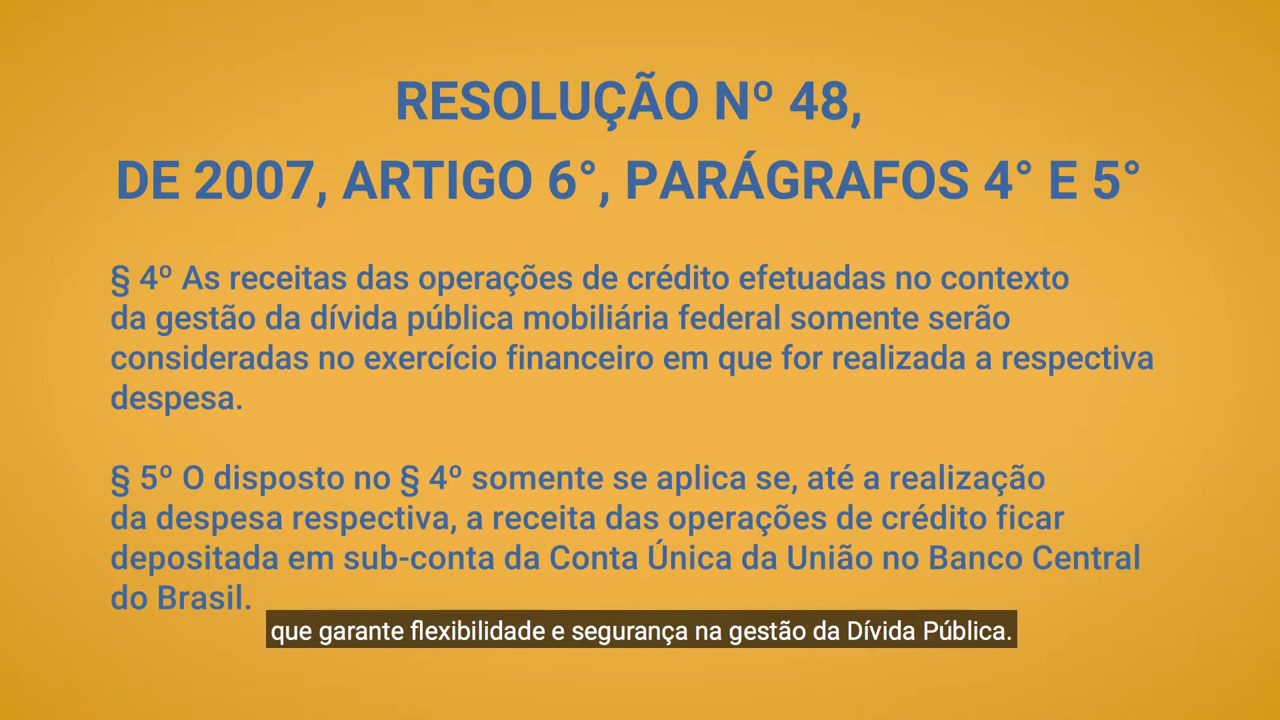 RESOLUÇÃO Nº 48,
DE 2007, ARTIGO 6°, PARÁGRAFOS 4° E 5°
§ 4º As receitas das operações de crédito efetuadas no contexto
da gestão da dívida pública mobiliária federal somente serão
consideradas no exercício financeiro em que for realizada a respectiva
despesa.
§ 5º O disposto no § 4º somente se aplica se, até a realização
da despesa respectiva, a receita das operações de crédito ficar
depositada em sub-conta da Conta Única da União no Banco Central
do Brasil.
que garante flexibilidade e segurança na gestão da Dívida Pública.